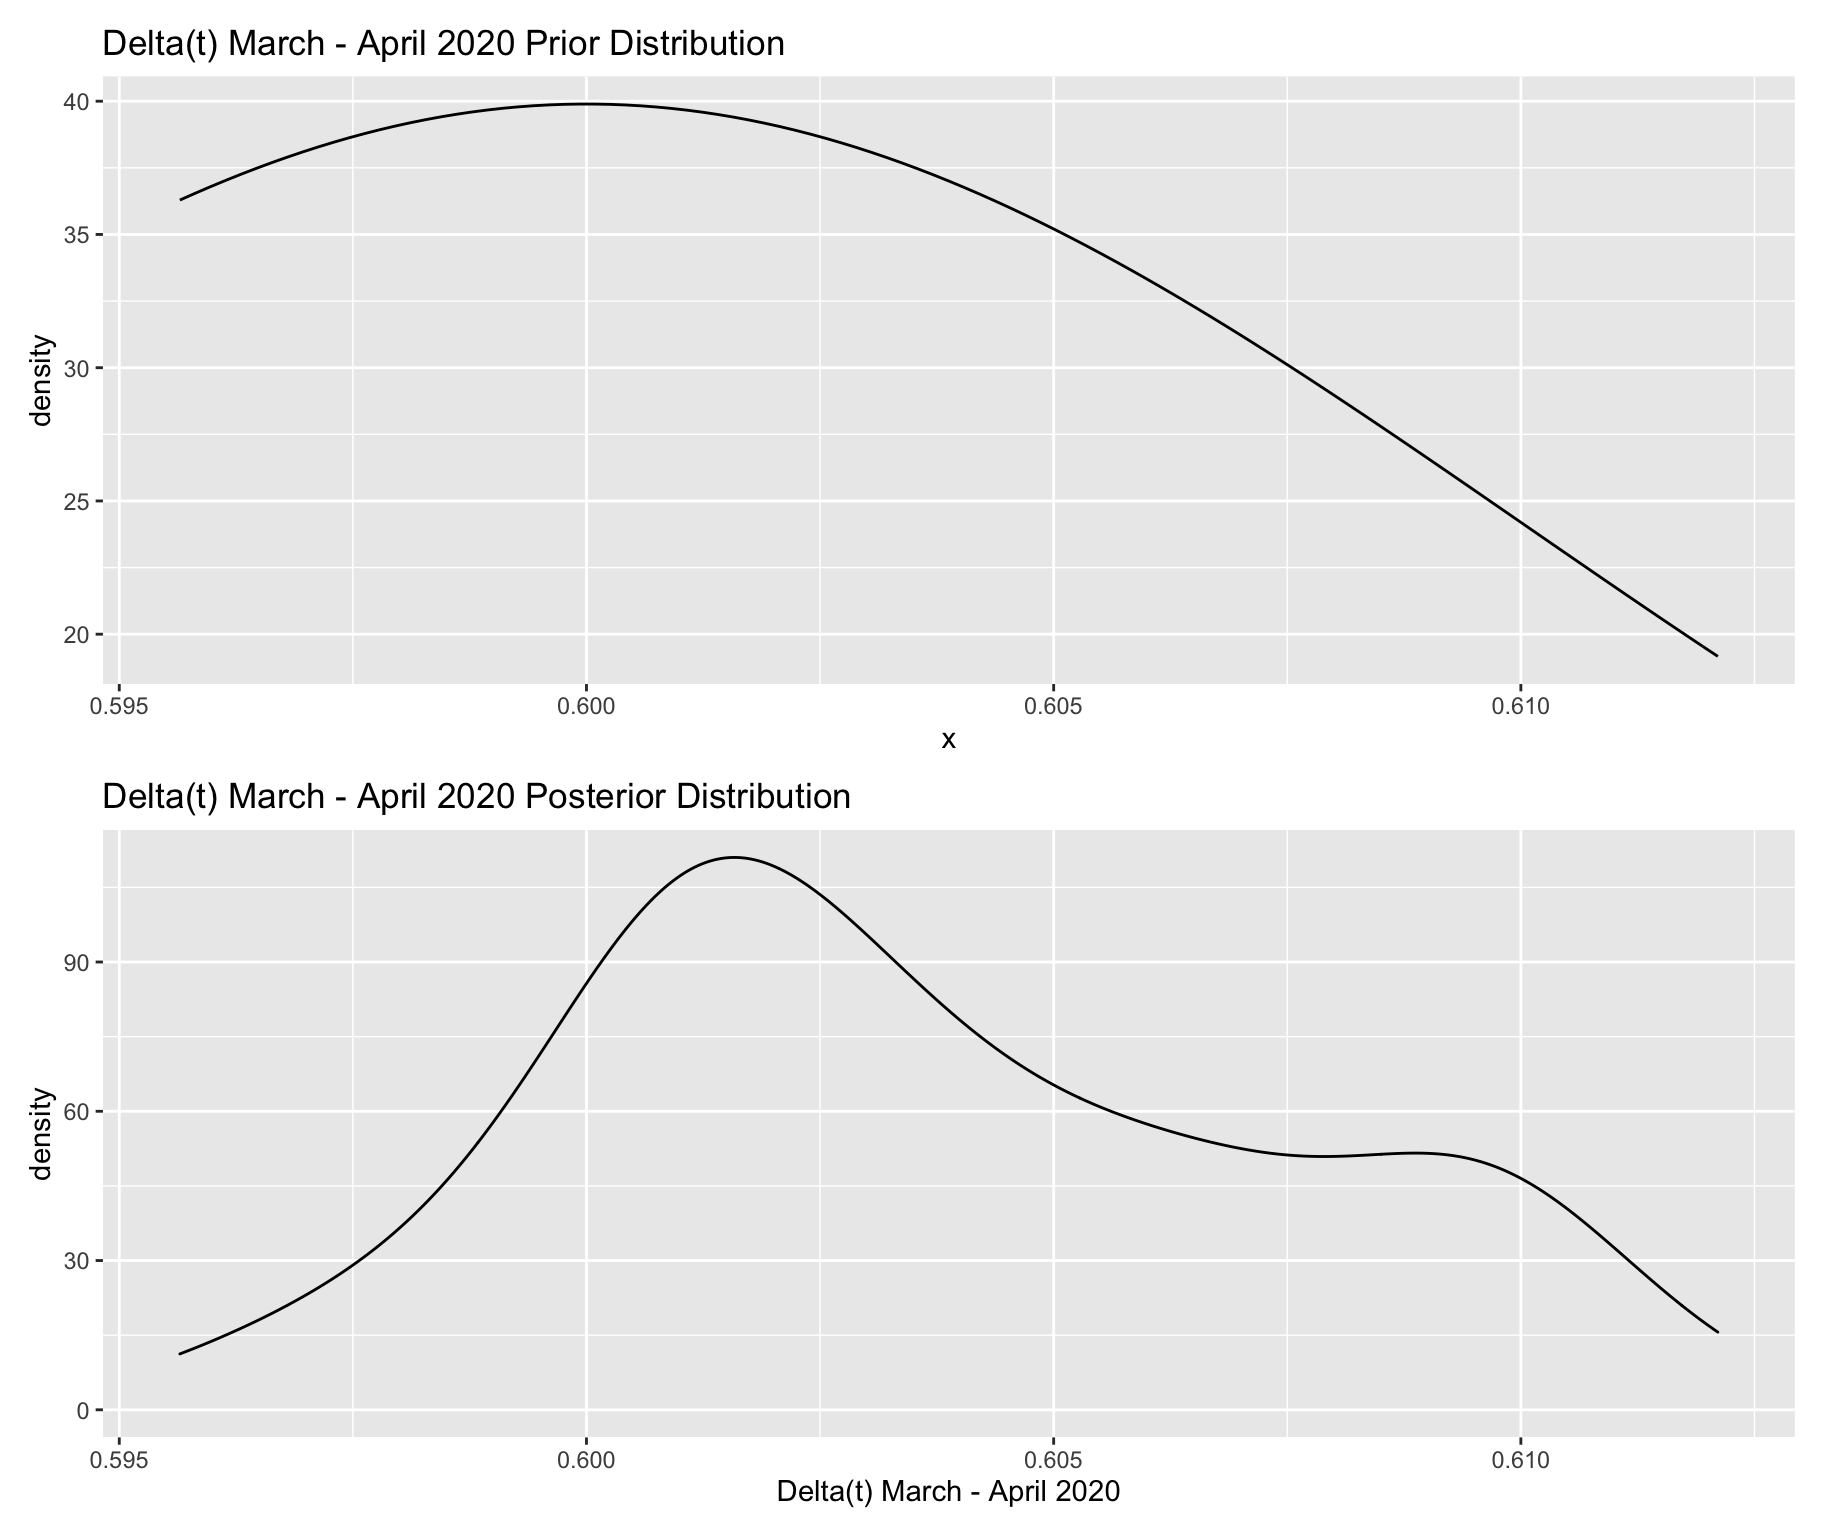 Delta(t) March - April 2020 Prior Distribution
40
35
30
25
20
density
0.595 0.600 0.605 0.610
x
Delta(t) March - April 2020 Posterior Distribution
90
60
30
0
density
0.595 0.600 0.605 0.610
Delta(t) March - April 2020